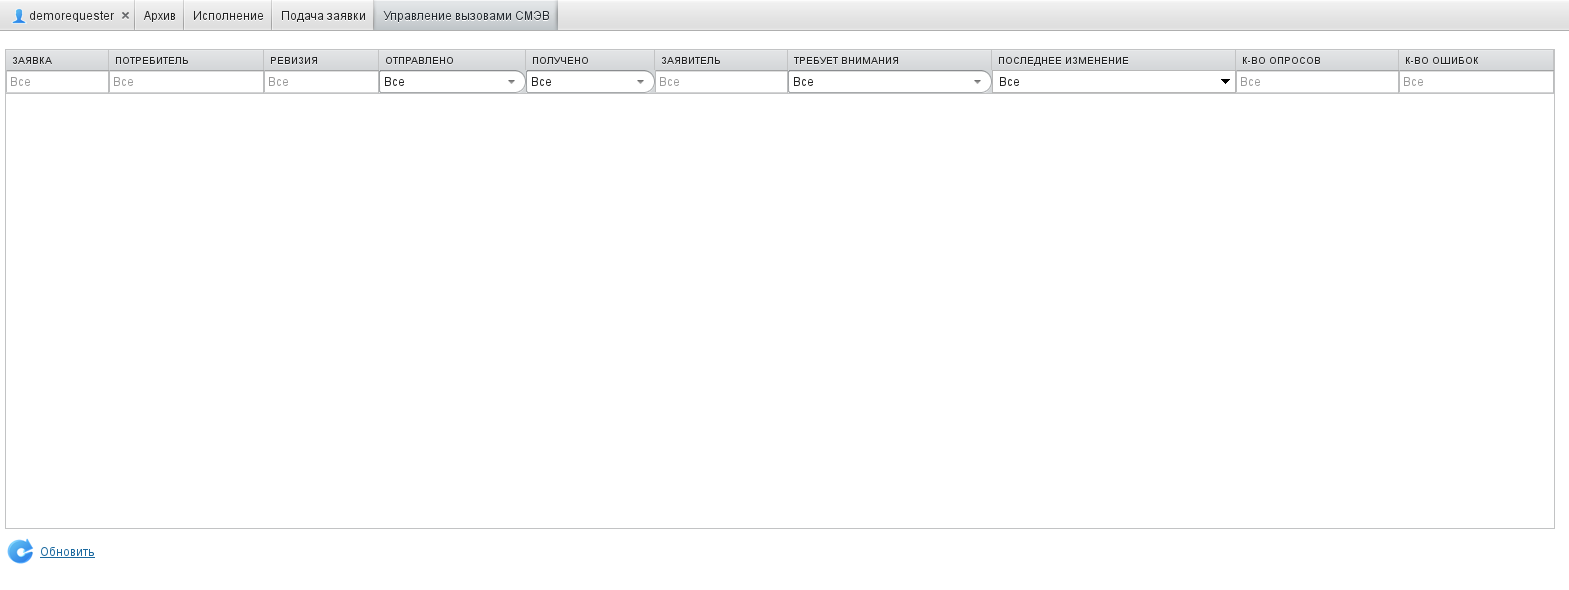 demorequester × Архив Исполнение Подача заявки Управление вызовами СМЭВ
ЗАЯВКА ПОТРЕБИТЕЛЬ РЕВИЗИЯ ОТПРАВЛЕНО ПОЛУЧЕНО ЗАЯВИТЕЛЬ ТРЕБУЕТ ВНИМАНИЯ ПОСЛЕДНЕЕ ИЗМЕНЕНИЕ К-ВО ОПРОСОВ К-ВО ОШИБОК
Все Все Все Все Все Все Все Все Все Все
Обновить